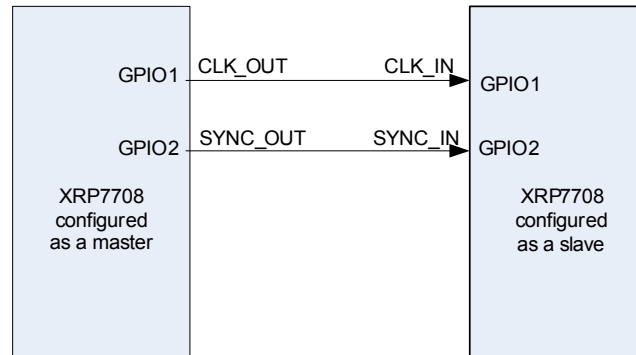 GPIO1 CLK_OUT CLK_IN GPIO1
GPIO2 SYNC_OUT SYNC_IN GPIO2
XRP7708
configured
as a master
XRP7708
configured
as a slave